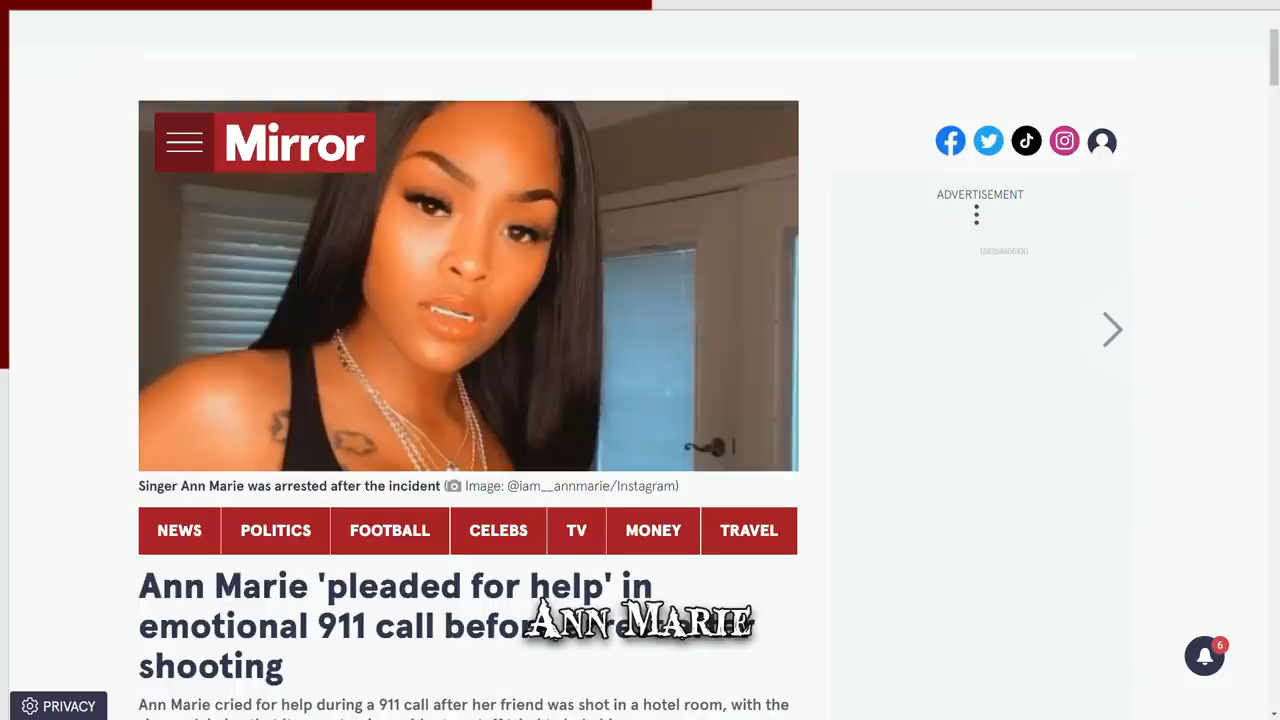 Mirror
ADVERTISEMENT
138254605100
Singer Ann Marie was arrested after the incident ( Image: @iam__annmarie/Instagram)
NEWS POLITICS FOOTBALL CELEBS TV MONEY TRAVEL
Ann Marie 'pleaded for help' in
emotional 911 call
shooting
ANN MARIE
6
PRIVACY
Ann Marie cried for help during a 911 call after her friend was shot in a hotel room, with the